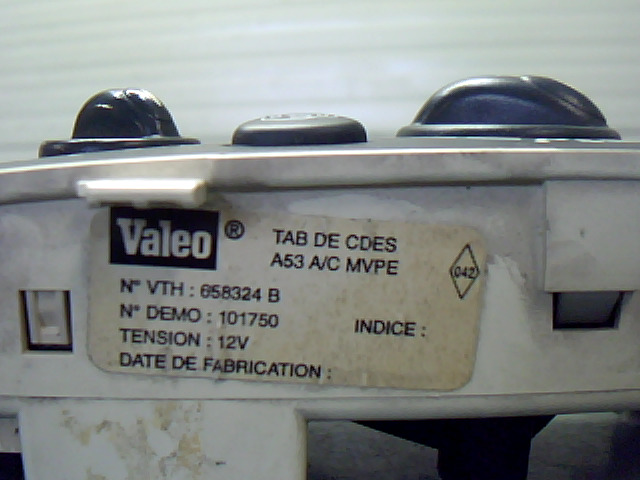 Valeo®
TAB DE CDES
A53 A/C MVPE
042
N° VTH : 658324 B
N° DEMO : 101750
INDICE :
TENSION : 12V
DATE DE FABRICATION :